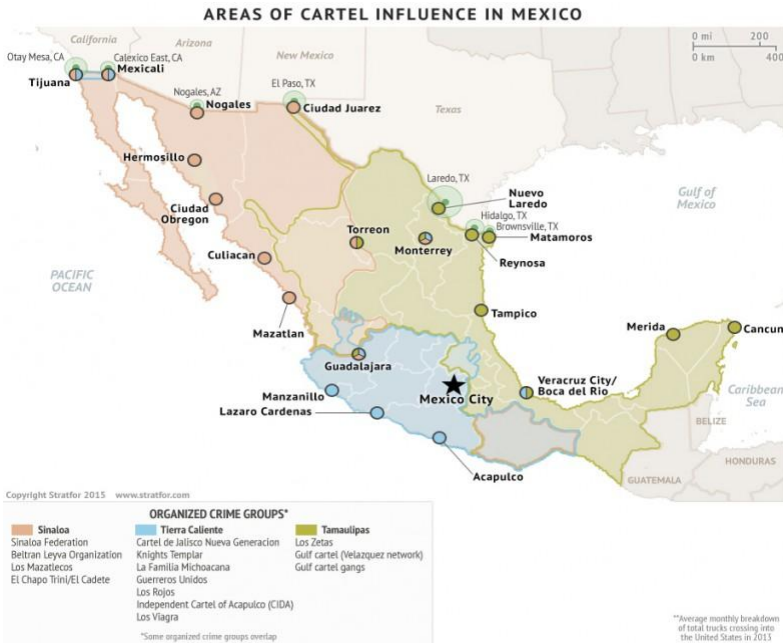 AREAS OF CARTEL INFLUENCE IN MEXICO
California
Arizona
New Mexico
Texas
0 mi 200
0 km 400
Otay Mesa, CA
Calexico East, CA
Tijuana
Mexicali
Nogales, AZ
Nogales
El Paso, TX
Ciudad Juarez
Hermosillo
Ciudad
Obregon
Laredo, TX
Nuevo
Laredo
Hidalgo, TX
Brownsville, TX
Matamoros
Gulf of
Mexico
Torreon
Monterrey
Reynosa
Culiacan
PACIFIC
OCEAN
Mazatlan
Tampico
Merida
Cancun
Guadalajara
Manzanillo
Mexico City
Veracruz City/
Boca del Rio
Caribbean
Sea
Lazaro Cardenas
BELIZE
Acapulco
GUATEMALA
HONDURAS
Copyright Stratfor 2015 www.stratfor.com
ORGANIZED CRIME GROUPS*
Sinaloa
Sinaloa Federation
Beltran Leyva Organization
Los Mazatlecos
El Chapo Trini/El Cadete
Tierra Caliente
Cartel de Jalisco Nueva Generacion
Knights Templar
La Familia Michoacana
Guerreros Unidos
Los Rojos
Independent Cartel of Acapulco (CIDA)
Los Viagra
Tamaulipas
Los Zetas
Gulf cartel (Velazquez network)
Gulf cartel gangs
*Some organized crime groups overlap
**Average monthly breakdown
of total trucks crossing into
the United States in 2013